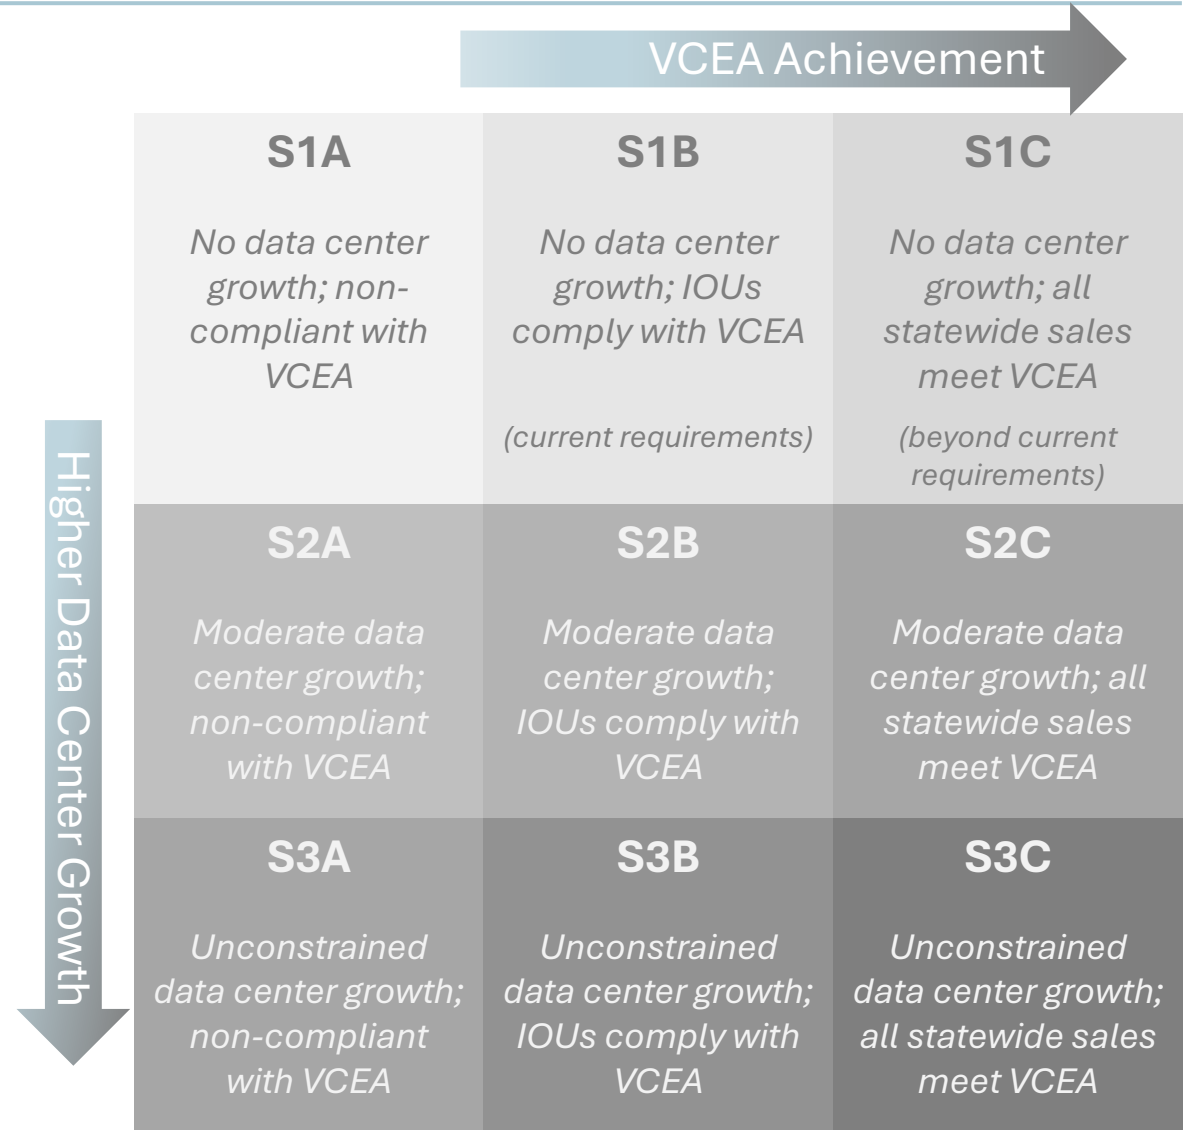 VCEA Achievement
Higher Data Center Growth
S1A
No data center
growth; non-
compliant with
VCEA
S1B
No data center
growth; IOUs
comply with VCEA
(current requirements)
S1C
No data center
growth; all
statewide sales
meet VCEA
(beyond current
requirements)
S2A
Moderate data
center growth;
non-compliant
with VCEA
S2B
Moderate data
center growth;
IOUs comply with
VCEA
S2C
Moderate data
center growth; all
statewide sales
meet VCEA
S3A
Unconstrained
data center growth;
non-compliant
with VCEA
S3B
Unconstrained
data center growth;
IOUs comply with
VCEA
S3C
Unconstrained
data center growth;
all statewide sales
meet VCEA